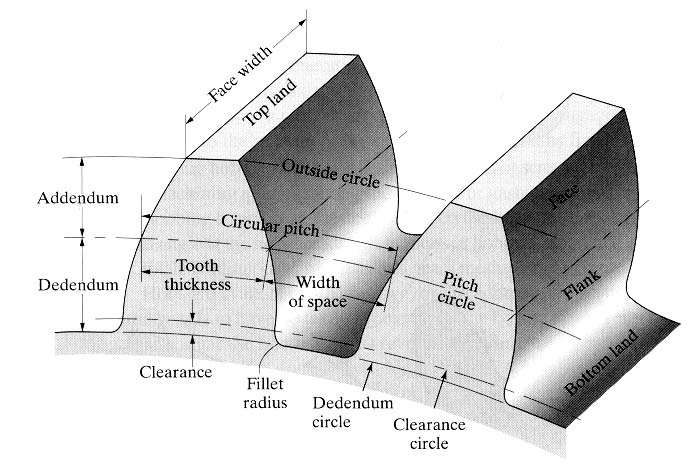 Face width
Top land
Outside circle
Addendum
Circular pitch
Face
Dedendum
Tooth
thickness
Width
of space
Pitch
circle
Flank
Bottom land
Clearance
Fillet
radius
Dedendum
circle
Clearance
circle